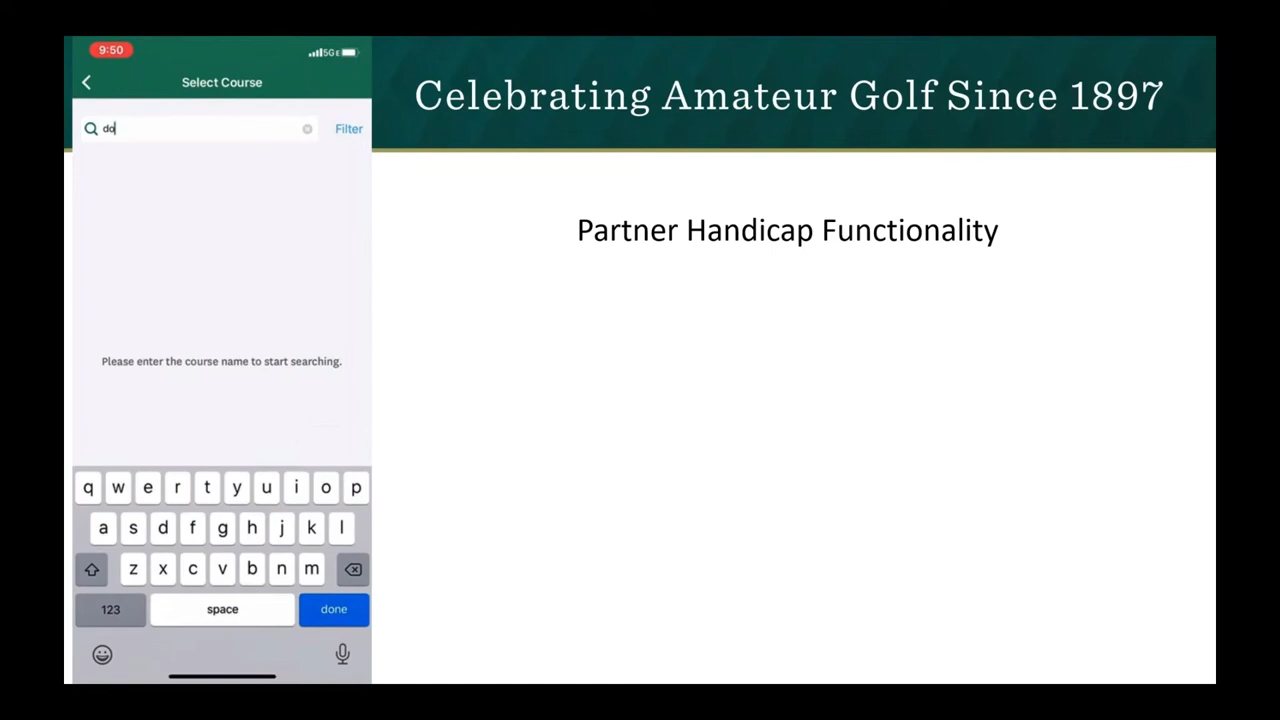 9:50
5GE
Select Course
do
Filter
Please enter the course name to start searching.
q w e r t y u i o p
a s d f g h j k l
z x c v b n m
123 space done
Celebrating Amateur Golf Since 1897
Partner Handicap Functionality